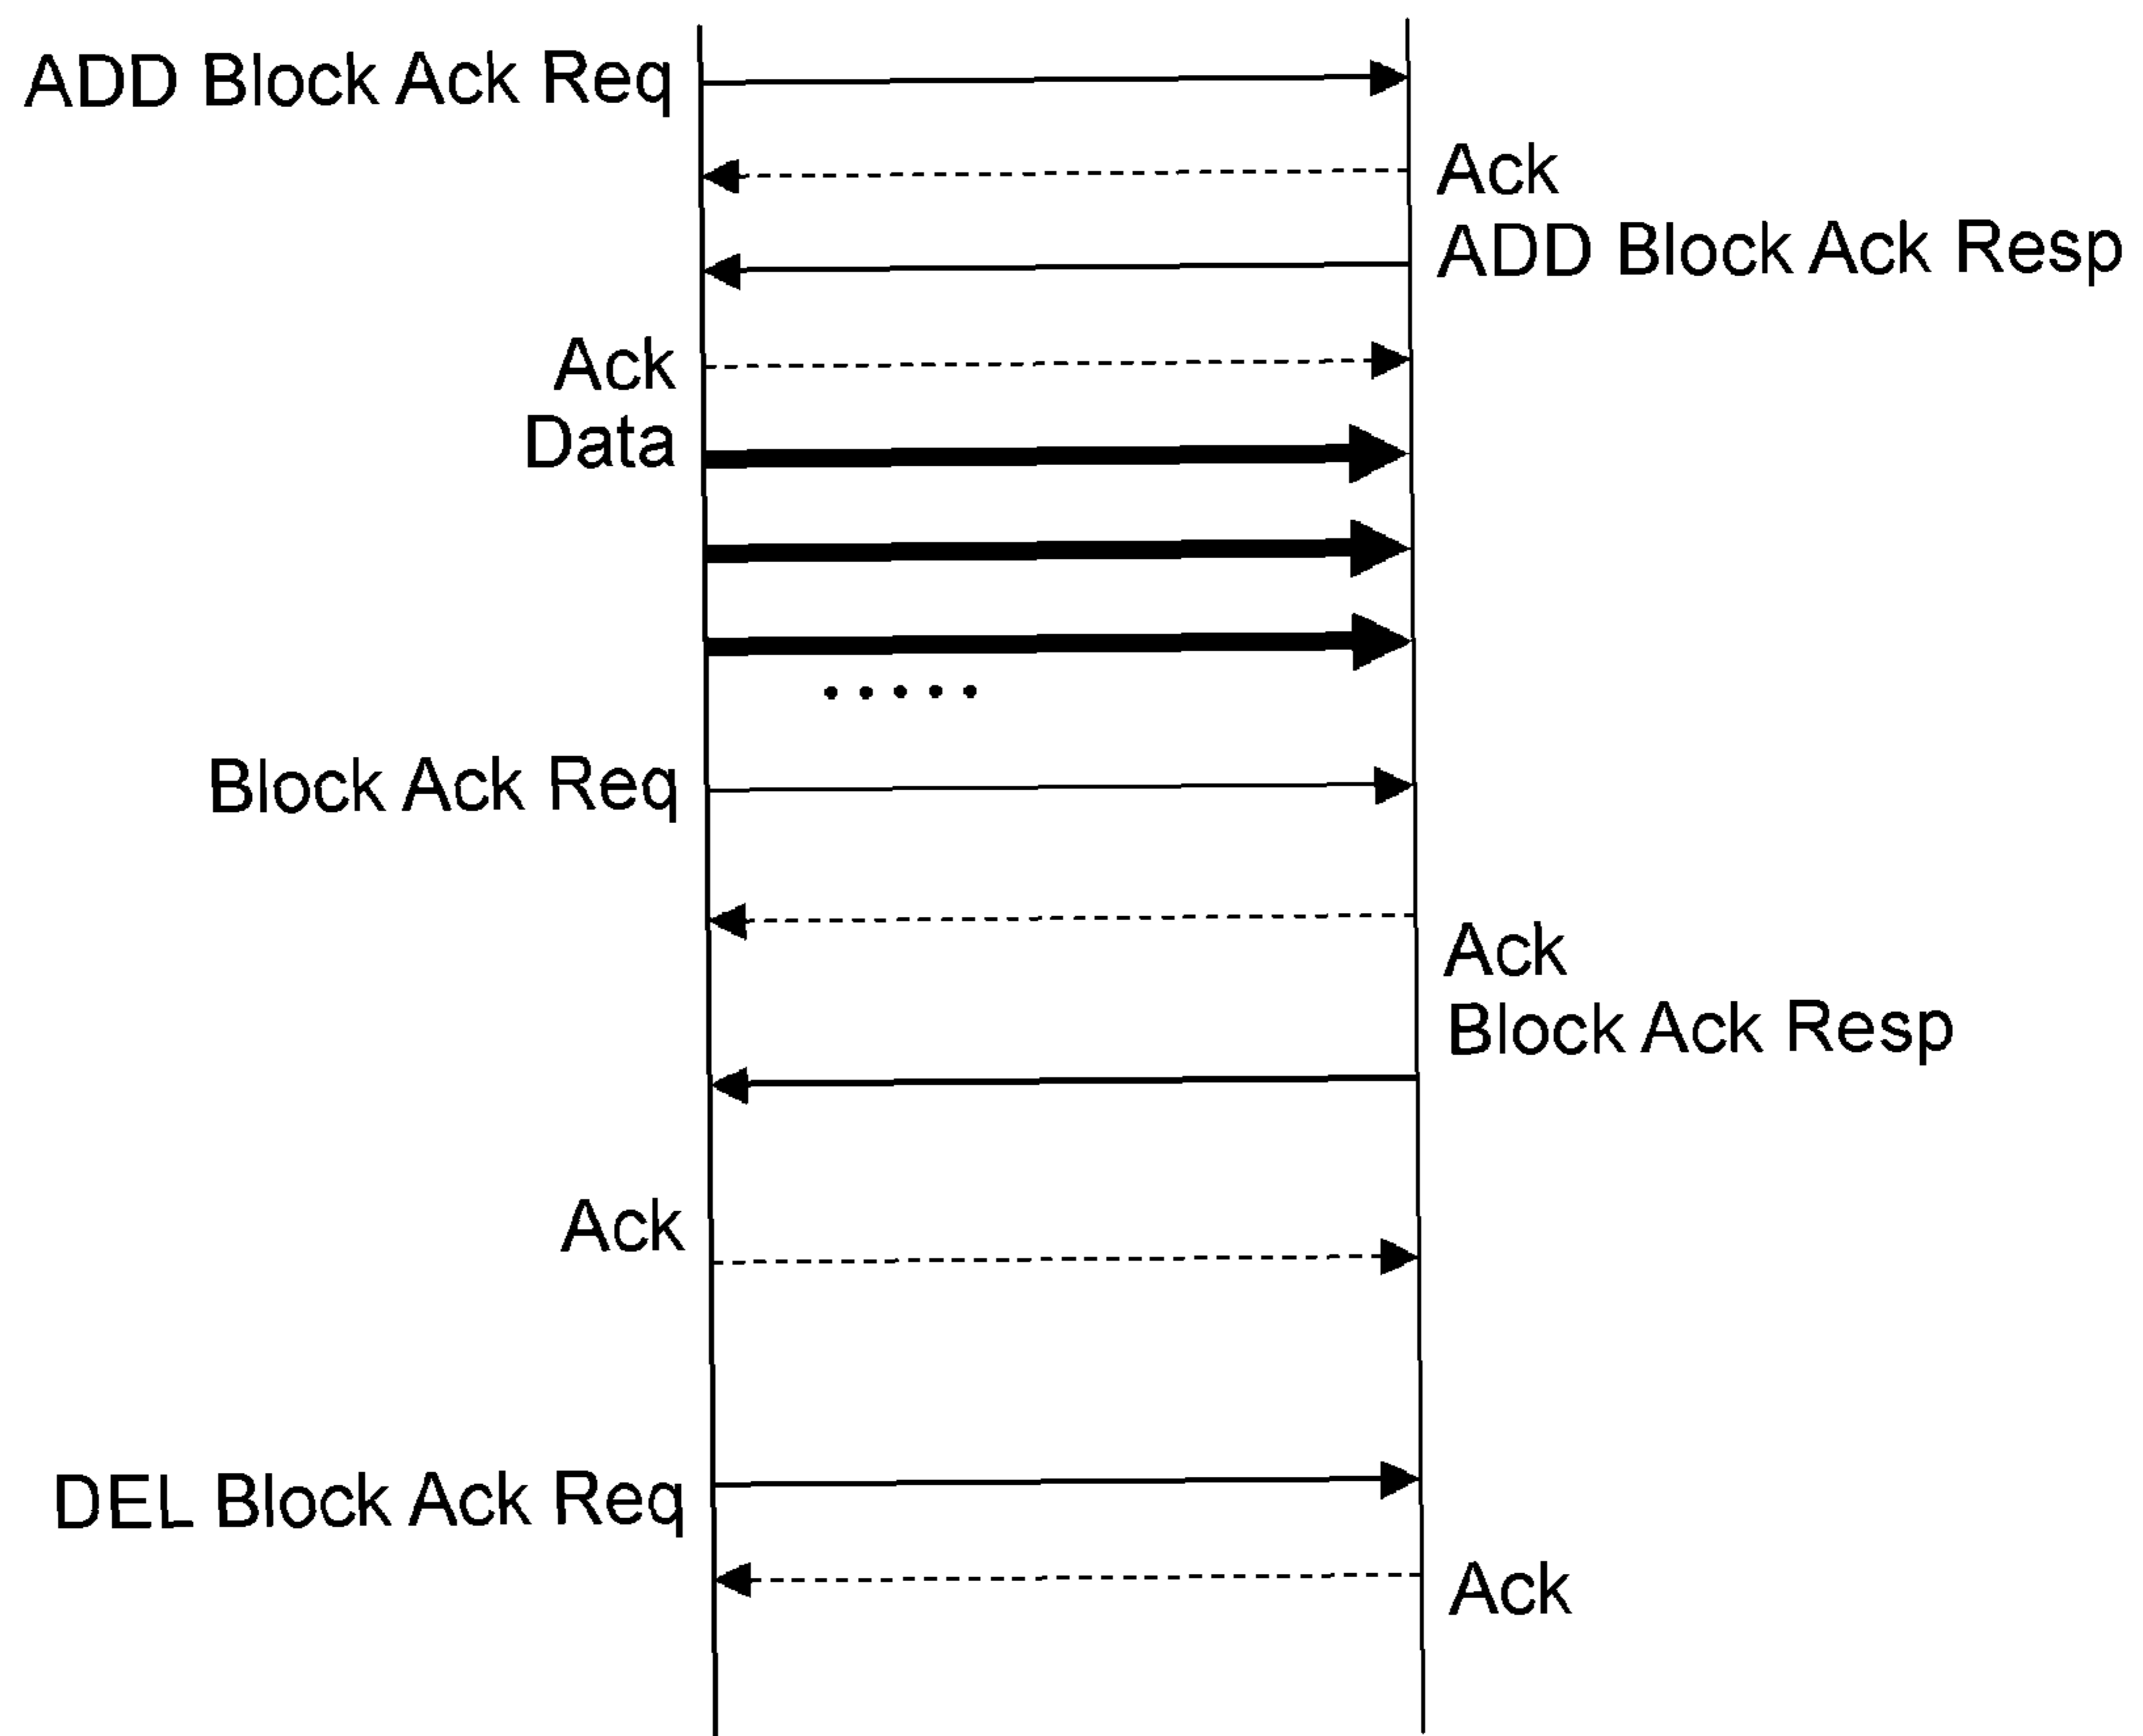 ADD Block Ack Req
Ack
ADD Block Ack Resp
Ack
Data
Block Ack Req
Ack
Block Ack Resp
Ack
DEL Block Ack Req
Ack